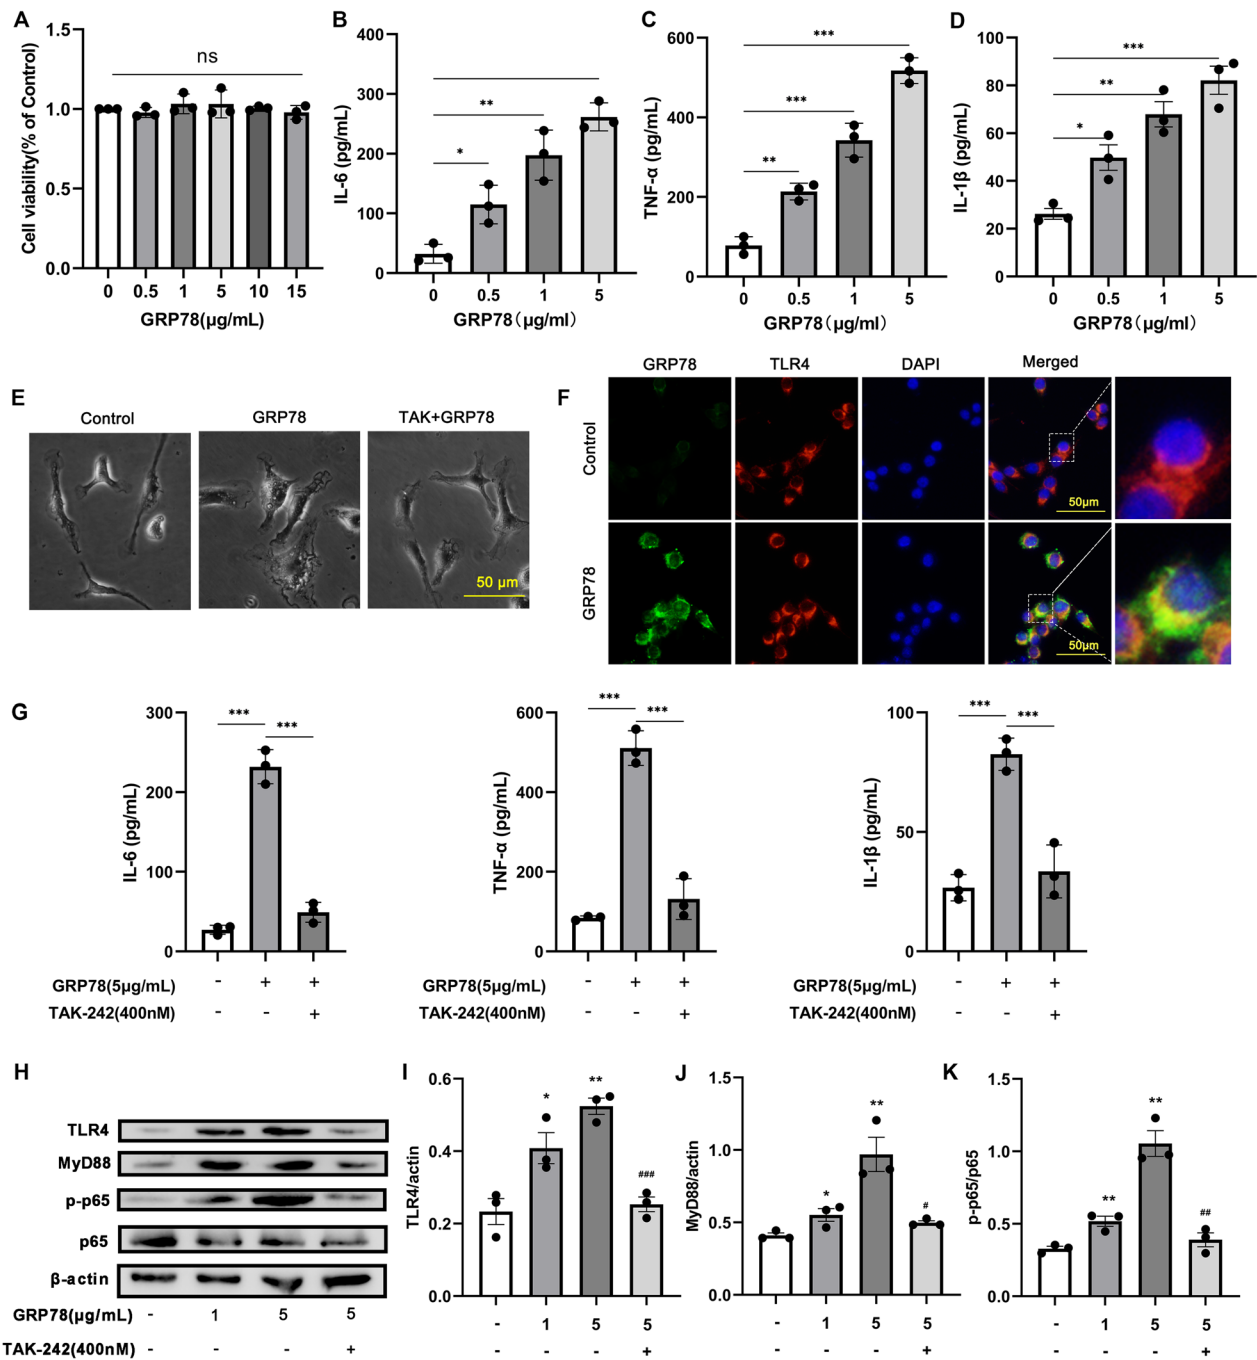 A
Cell viability(% of Control)
1.5
1.0
0.5
0.0
ns
0 0.5 1 5 10 15
GRP78(μg/mL)
B
IL-6 (pg/mL)
400
300
200
100
0
**
*
0 0.5 1 5
GRP78(μg/ml)
C
TNF-α (pg/mL)
600
400
200
0
***
***
**
0 0.5 1 5
GRP78(μg/ml)
D
IL-1β (pg/mL)
100
80
60
40
20
0
***
**
*
0 0.5 1 5
GRP78(μg/ml)
E
Control GRP78 TAK+GRP78
50 μm
F
GRP78 TLR4 DAPI Merged
Control
50μm
GRP78
50μm
G
IL-6 (pg/mL)
300
200
100
0
*** ***
GRP78(5μg/mL) - + +
TAK-242(400nM) - - +
TNF-α (pg/mL)
600
400
200
0
*** ***
GRP78(5μg/mL) - + +
TAK-242(400nM) - - +
IL-1β (pg/mL)
100
50
0
*** ***
GRP78(5μg/mL) - + +
TAK-242(400nM) - - +
H
TLR4
MyD88
p-p65
p65
β-actin
GRP78(μg/mL) - 1 5 5
TAK-242(400nM) - - - +
I
TLR4/actin
0.6
0.4
0.2
0.0
* ** ###
- 1 5 5
- - - +
J
MyD88/actin
1.5
1.0
0.5
0.0
* ** #
- 1 5 5
- - - +
K
p-p65/p65
1.5
1.0
0.5
0.0
** ** ##
- 1 5 5
- - - +